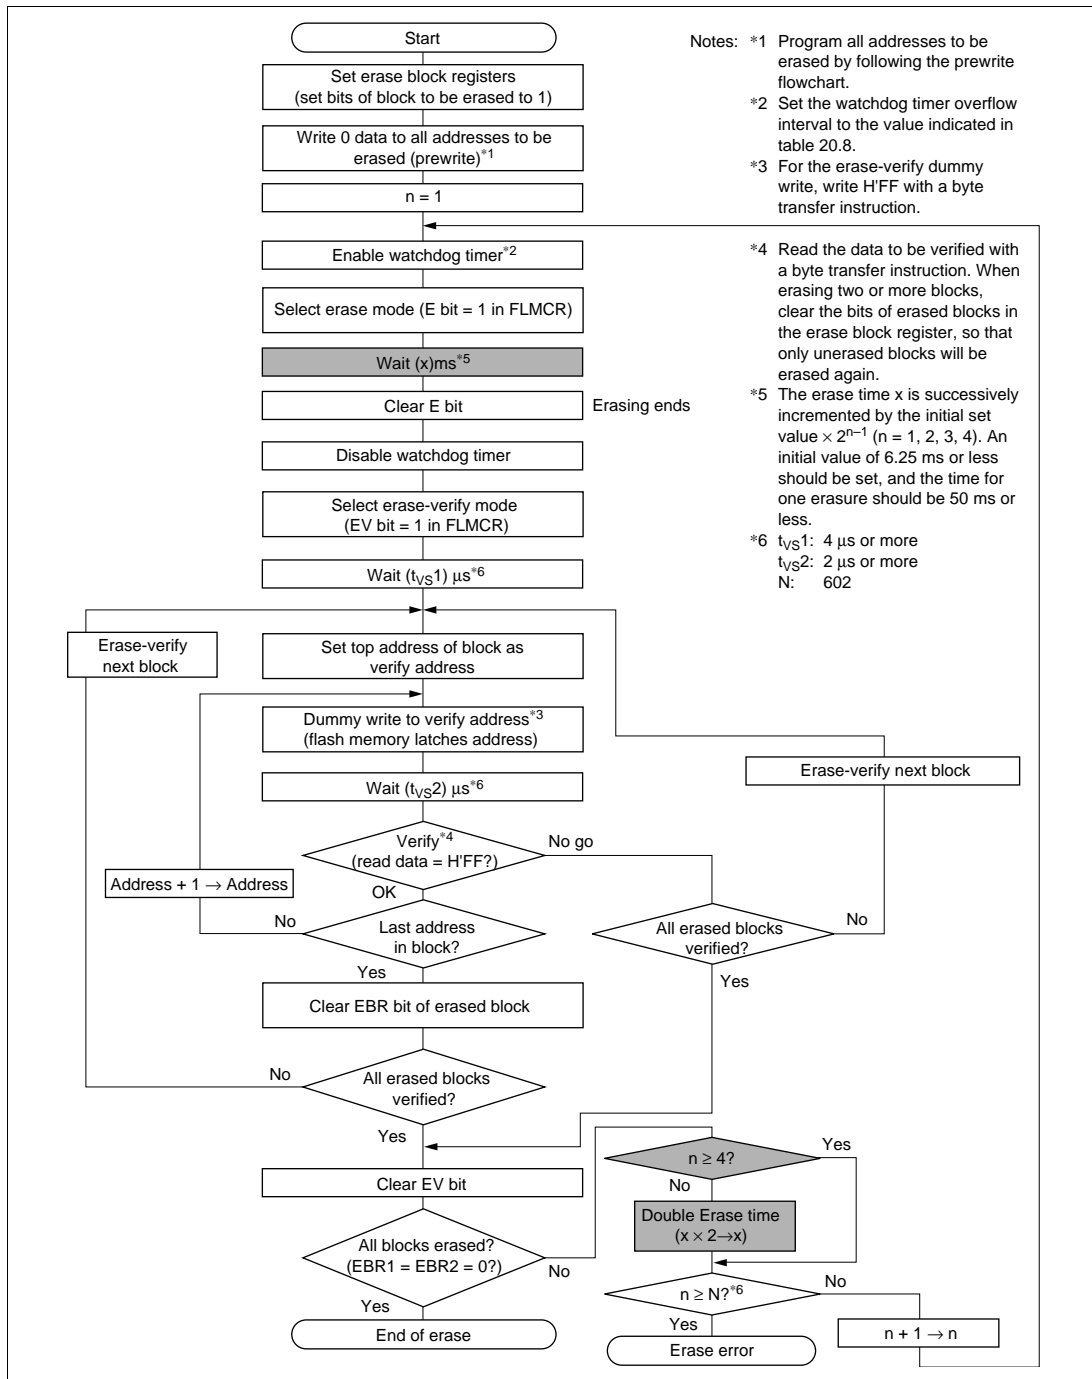 Start
Set erase block registers
(set bits of block to be erased to 1)
Write 0 data to all addresses to be
erased (prewrite)*1
n = 1
Enable watchdog timer*2
Select erase mode (E bit = 1 in FLMCR)
Wait (x)ms*5
Clear E bit
Erasing ends
Disable watchdog timer
Select erase-verify mode
(EV bit = 1 in FLMCR)
Wait (tVS1) μs*6
Erase-verify
next block
Set top address of block as
verify address
Dummy write to verify address*3
(flash memory latches address)
Wait (tVS2) μs*6
Erase-verify next block
Verify*4
(read data = H'FF?)
No go
OK
Address + 1 → Address
No
Last address
in block?
Yes
All erased blocks
verified?
No
Yes
Clear EBR bit of erased block
No
All erased blocks
verified?
Yes
Clear EV bit
All blocks erased?
(EBR1 = EBR2 = 0?)
No
Yes
End of erase
n ≥ 4?
Yes
No
Double Erase time
(x × 2→x)
n ≥ N?*6
No
Yes
n + 1 → n
Erase error
Notes: *1 Program all addresses to be
erased by following the prewrite
flowchart.
*2 Set the watchdog timer overflow
interval to the value indicated in
table 20.8.
*3 For the erase-verify dummy
write, write H'FF with a byte
transfer instruction.
*4 Read the data to be verified with
a byte transfer instruction. When
erasing two or more blocks,
clear the bits of erased blocks in
the erase block register, so that
only unerased blocks will be
erased again.
*5 The erase time x is successively
incremented by the initial set
value × 2n–1 (n = 1, 2, 3, 4). An
initial value of 6.25 ms or less
should be set, and the time for
one erasure should be 50 ms or
less.
*6 tVS1: 4 μs or more
tVS2: 2 μs or more
N: 602